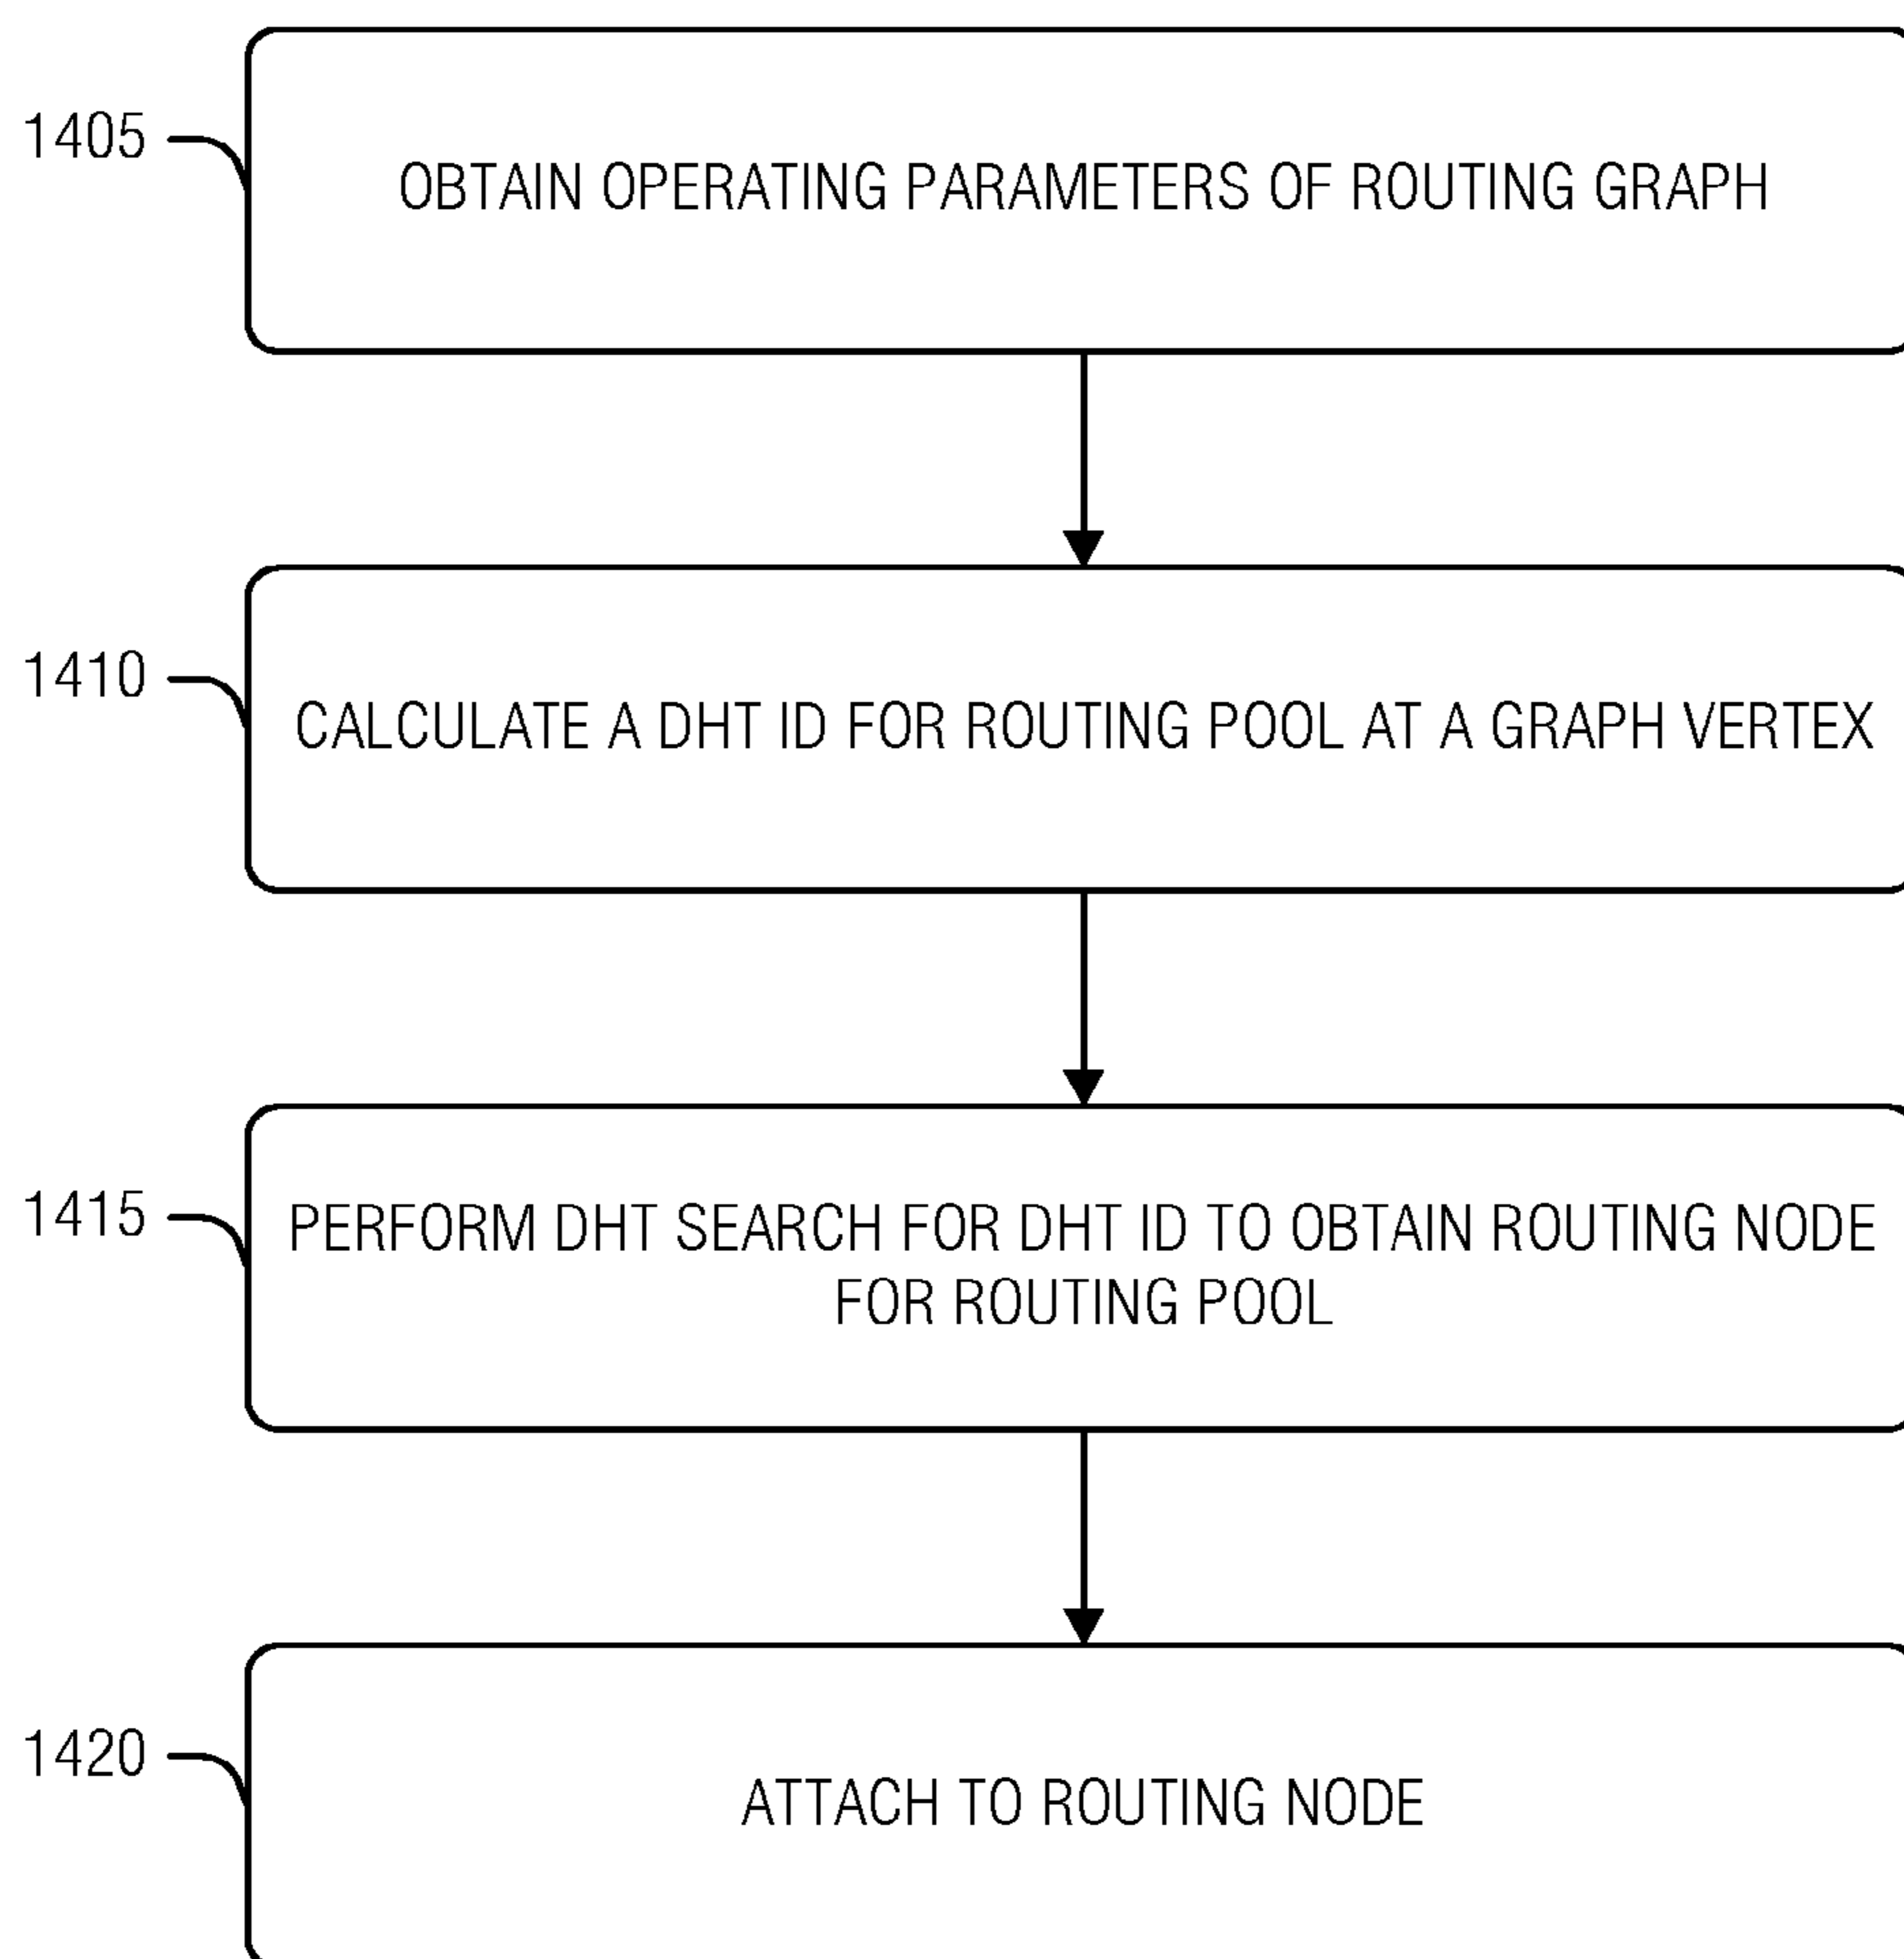 1405
OBTAIN OPERATING PARAMETERS OF ROUTING GRAPH
1410
CALCULATE A DHT ID FOR ROUTING POOL AT A GRAPH VERTEX
1415
PERFORM DHT SEARCH FOR DHT ID TO OBTAIN ROUTING NODE
FOR ROUTING POOL
1420
ATTACH TO ROUTING NODE